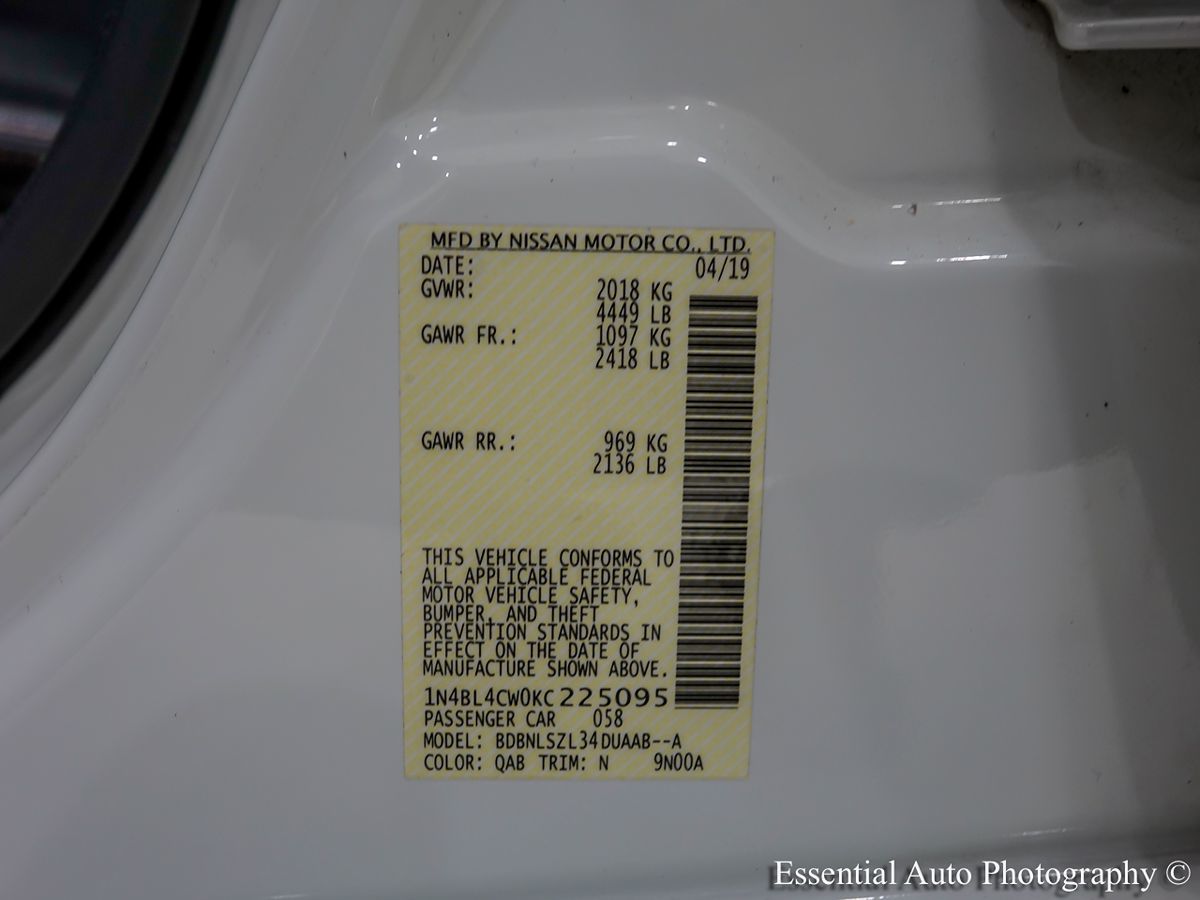 MFD BY NISSAN MOTOR CO., LTD.
DATE: 04/19
GVWR: 2018 KG
4449 LB
GAWR FR.: 1097 KG
2418 LB
GAWR RR.: 969 KG
2136 LB
THIS VEHICLE CONFORMS TO
ALL APPLICABLE FEDERAL
MOTOR VEHICLE SAFETY,
BUMPER, AND THEFT
PREVENTION STANDARDS IN
EFFECT ON THE DATE OF
MANUFACTURE SHOWN ABOVE.
1N4BL4CW0KC225095
PASSENGER CAR 058
MODEL: BDBNLSZL34DUAAB--A
COLOR: QAB TRIM: N 9N00A
Essential Auto Photography ©